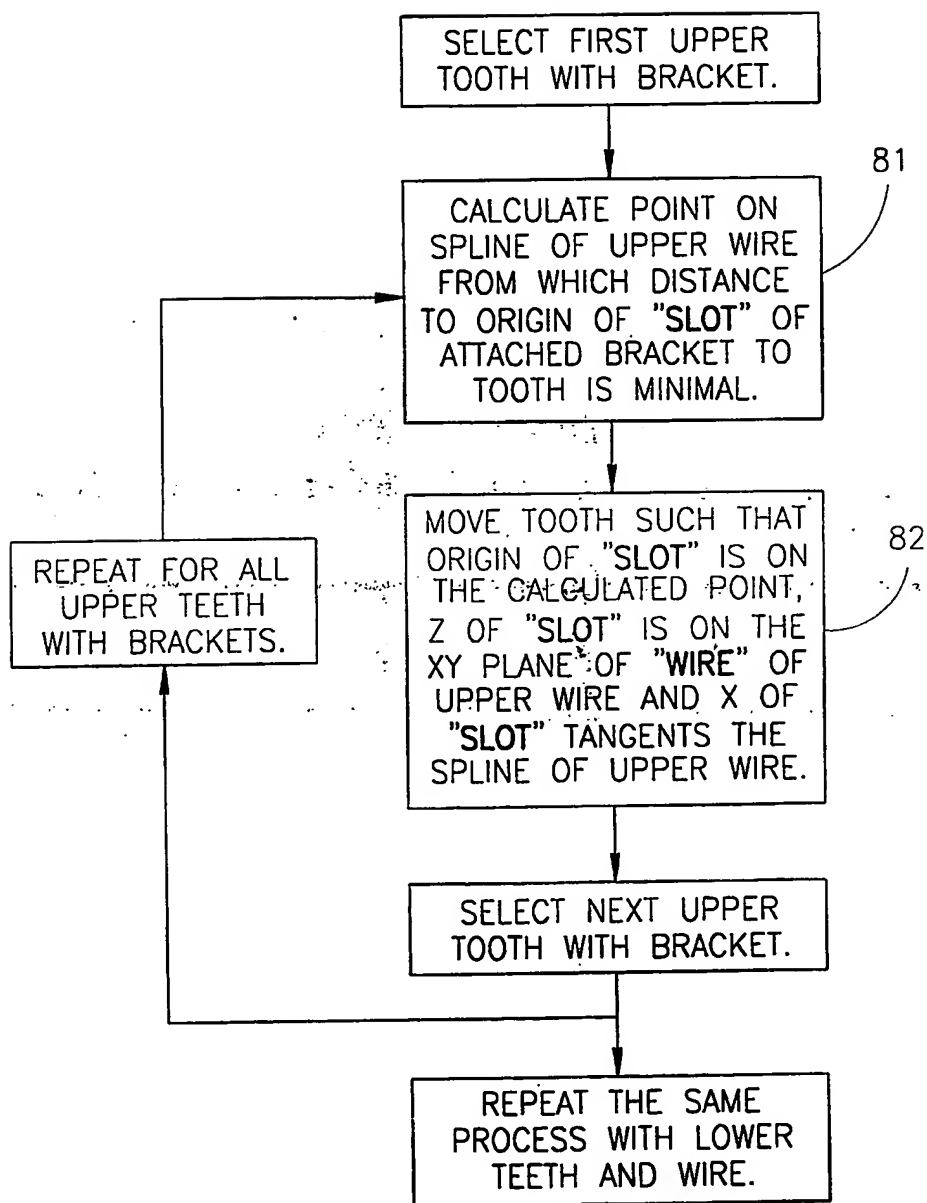 SELECT FIRST UPPER
TOOTH WITH BRACKET.
81
CALCULATE POINT ON
SPLINE OF UPPER WIRE
FROM WHICH DISTANCE
TO ORIGIN OF "SLOT" OF
ATTACHED BRACKET TO
TOOTH IS MINIMAL.
82
MOVE TOOTH SUCH THAT
ORIGIN OF "SLOT" IS ON
THE CALCULATED POINT,
Z OF "SLOT" IS ON THE
XY PLANE OF "WIRE" OF
UPPER WIRE AND X OF
"SLOT" TANGENTS THE
SPLINE OF UPPER WIRE.
REPEAT FOR ALL
UPPER TEETH
WITH BRACKETS.
SELECT NEXT UPPER
TOOTH WITH BRACKET.
REPEAT THE SAME
PROCESS WITH LOWER
TEETH AND WIRE.